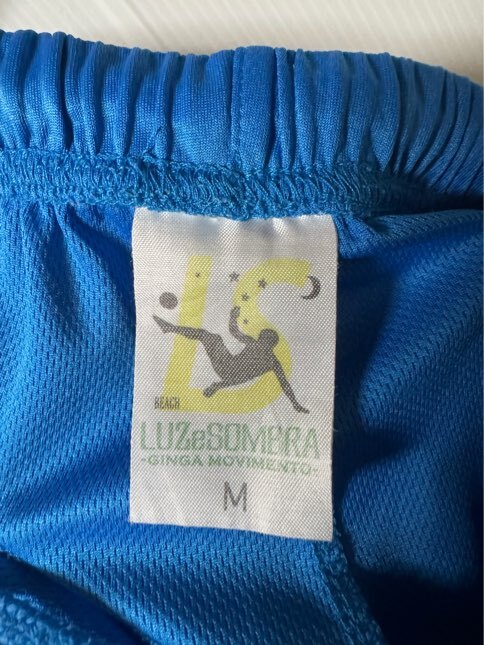 LS
BEACH
LUZeSOMBRA
-GINGA MOVIMENTO-
M